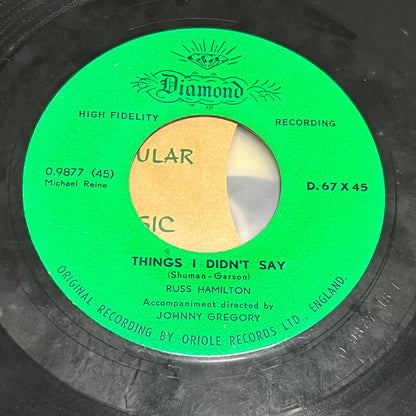 Diamond
HIGH FIDELITY RECORDING
ULAR
0.9877 (45)
Michael Reine
D. 67 X 45
SIC
THINGS I DIDN'T SAY
(Shuman - Garson)
RUSS HAMILTON
Accompaniment directed by
JOHNNY GREGORY
ORIGINAL RECORDING BY ORIOLE RECORDS LTD., ENGLAND.